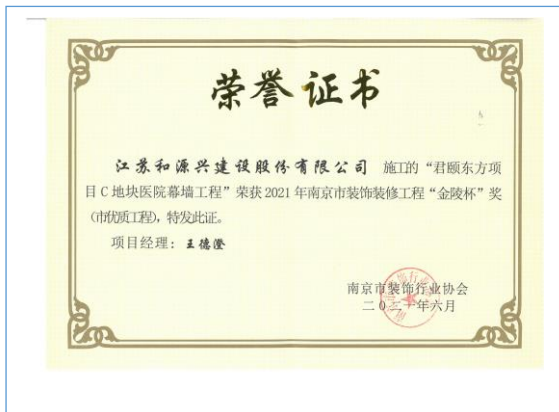 荣誉证书
江苏和源兴建设股份有限公司 施工的“君颐东方项
目C地块医院幕墙工程”荣获2021年南京市装饰装修工程“金陵杯”奖
(市优质工程),特发此证。
项目经理:王德澄
南京市装饰行业协会
二〇二一年六月